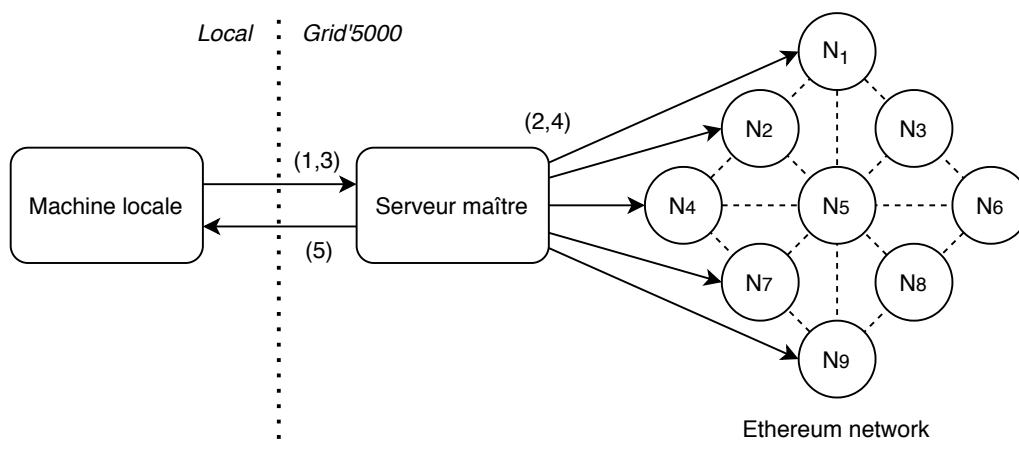 Local
Grid'5000
N1
(2,4)
N2
N3
(1,3)
Machine locale
Serveur maître
N4
N5
N6
(5)
N7
N8
N9
Ethereum network